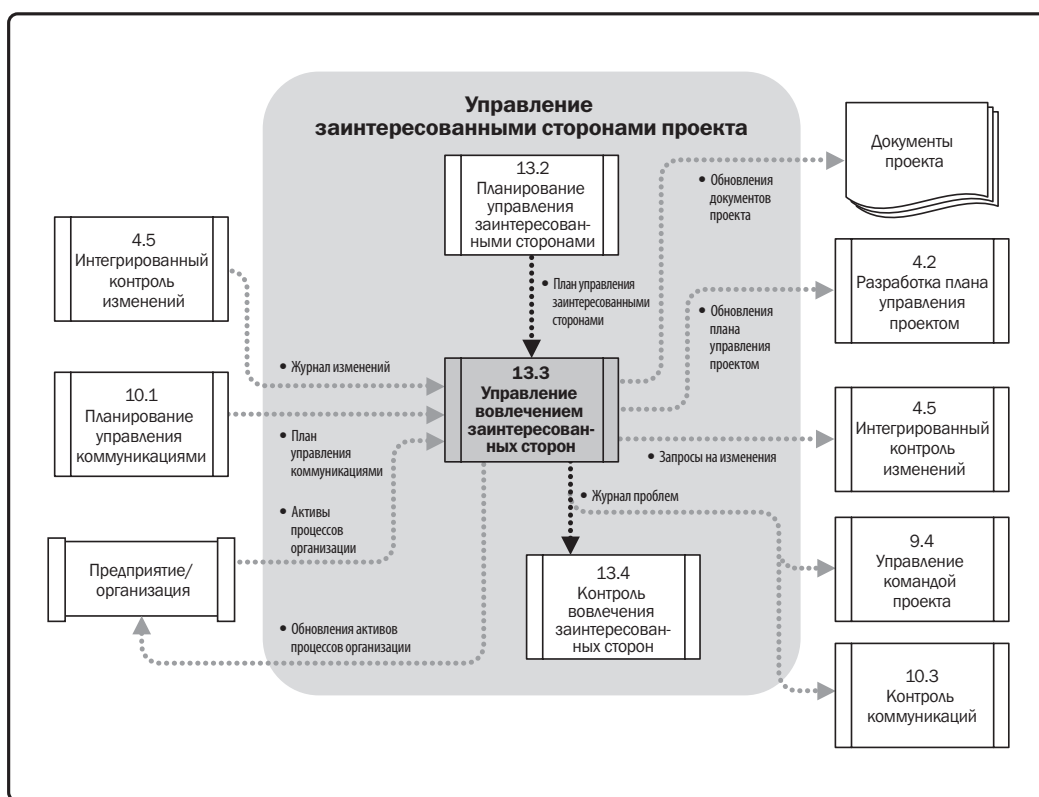 Управление
заинтересованными сторонами проекта
13.2
Планирование
управления
заинтересован-
ными сторонами
• План управления
заинтересованными
сторонами
4.5
Интегрированный
контроль
изменений
• Журнал изменений
10.1
Планирование
управления
коммуникациями
• План
управления
коммуникациями
• Активы
процессов
организации
Предприятие/
организация
• Обновления активов
процессов организации
13.3
Управление
вовлечением
заинтересован-
ных сторон
• Журнал проблем
13.4
Контроль
вовлечения
заинтересован-
ных сторон
• Обновления
документов
проекта
Документы
проекта
• Обновления
плана
управления
проектом
4.2
Разработка плана
управления
проектом
• Запросы на изменения
4.5
Интегрированный
контроль
изменений
9.4
Управление
командой
проекта
10.3
Контроль
коммуникаций